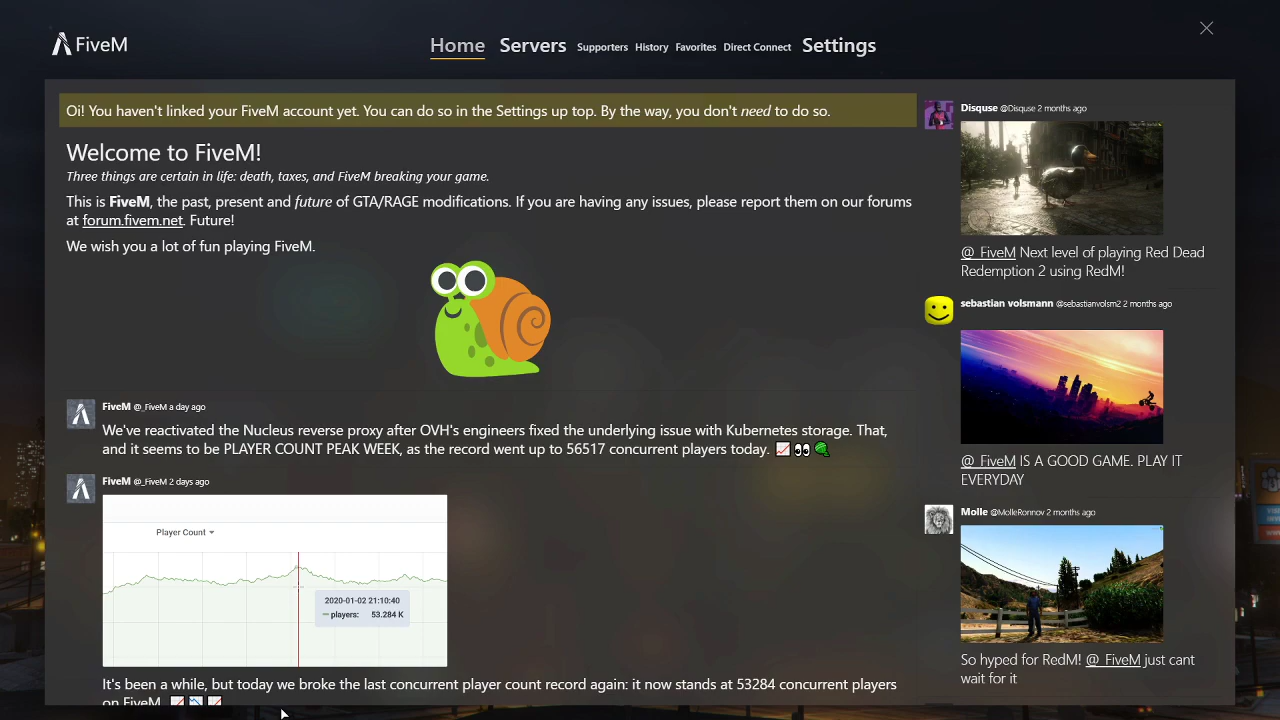 FiveM
Home Servers Supporters History Favorites Direct Connect Settings
Oi! You haven't linked your FiveM account yet. You can do so in the Settings up top. By the way, you don't need to do so.
Welcome to FiveM!
Three things are certain in life: death, taxes, and FiveM breaking your game.
This is FiveM, the past, present and future of GTA/RAGE modifications. If you are having any issues, please report them on our forums
at forum.fivem.net. Future!
We wish you a lot of fun playing FiveM.
FiveM @_FiveM a day ago
We've reactivated the Nucleus reverse proxy after OVH's engineers fixed the underlying issue with Kubernetes storage. That,
and it seems to be PLAYER COUNT PEAK WEEK, as the record went up to 56517 concurrent players today. 📈👀
FiveM @_FiveM 2 days ago
Player Count
2020-01-02 21:10:40
players: 53.284 K
It's been a while, but today we broke the last concurrent player count record again: it now stands at 53284 concurrent players
on FiveM. 📈📉📈
Disquse @Disquse 2 months ago
@_FiveM Next level of playing Red Dead
Redemption 2 using RedM!
sebastian volsmann @sebastianvolsm2 2 months ago
@_FiveM IS A GOOD GAME. PLAY IT
EVERYDAY
Molle @MolleRonnov 2 months ago
So hyped for RedM! @_FiveM just cant
wait for it